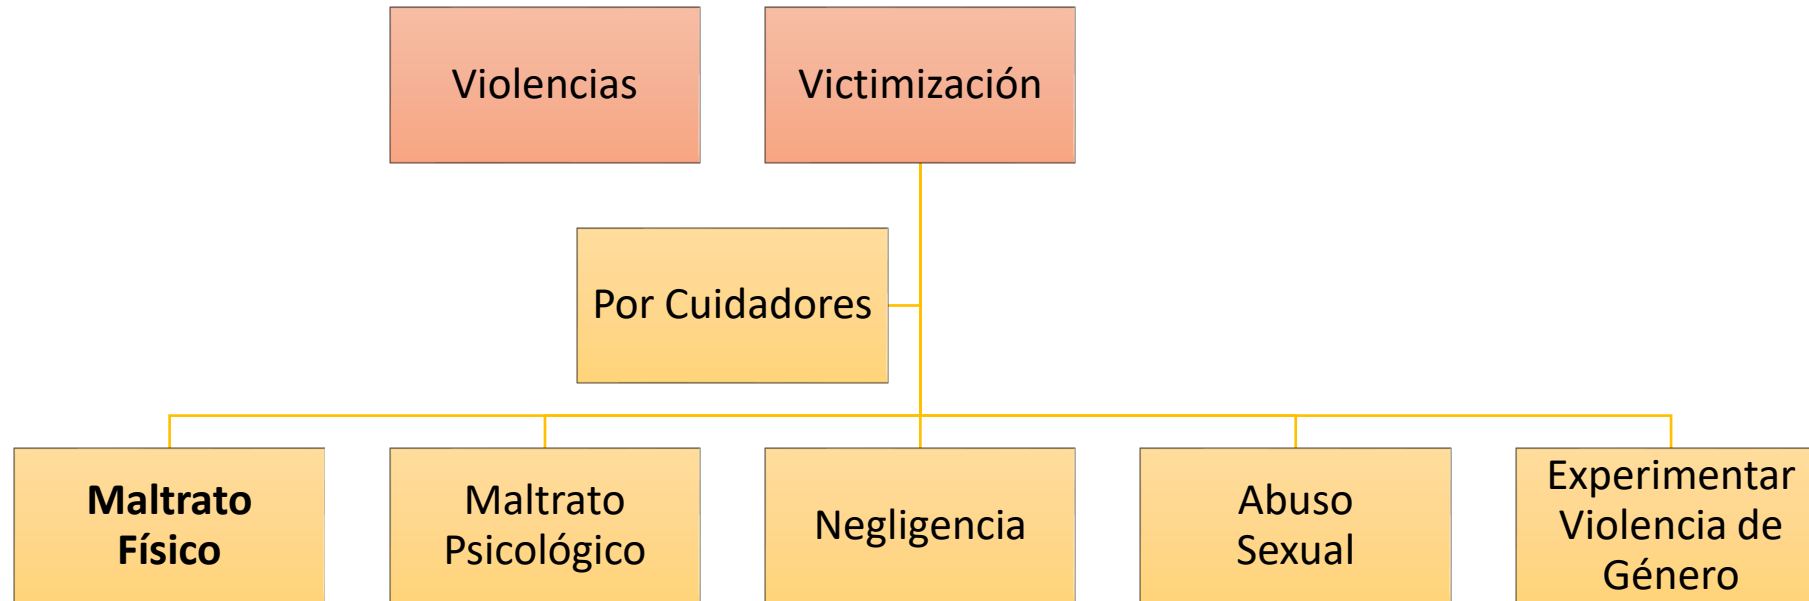 Violencias
Victimización
Por Cuidadores
Maltrato
Físico
Maltrato
Psicológico
Negligencia
Abuso
Sexual
Experimentar
Violencia de
Género